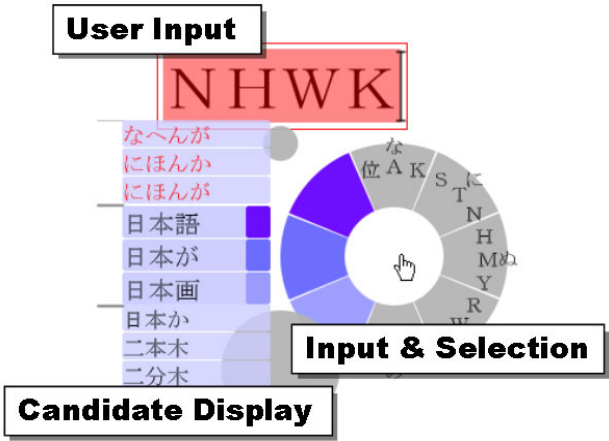 User Input
NHWK
なへんが
にほんか
にほんが
日本語
日本が
日本画
日本か
二本木
二分木
な
位 A K
S T N
に
H M Y
ぬ
R W
Input & Selection
Candidate Display